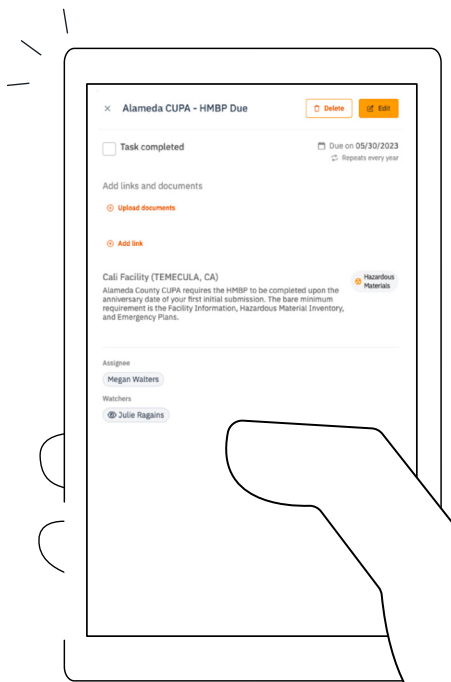 × Alameda CUPA - HMBP Due
Delete
Edit
Task completed
Due on 05/30/2023
Repeats every year
Add links and documents
Upload documents
Add link
Cali Facility (TEMECULA, CA)
Hazardous
Materials
Alameda County CUPA requires the HMBP to be completed upon the
anniversary date of your first initial submission. The bare minimum
requirement is the Facility Information, Hazardous Material Inventory,
and Emergency Plans.
Assignee
Megan Walters
Watchers
Julie Ragains